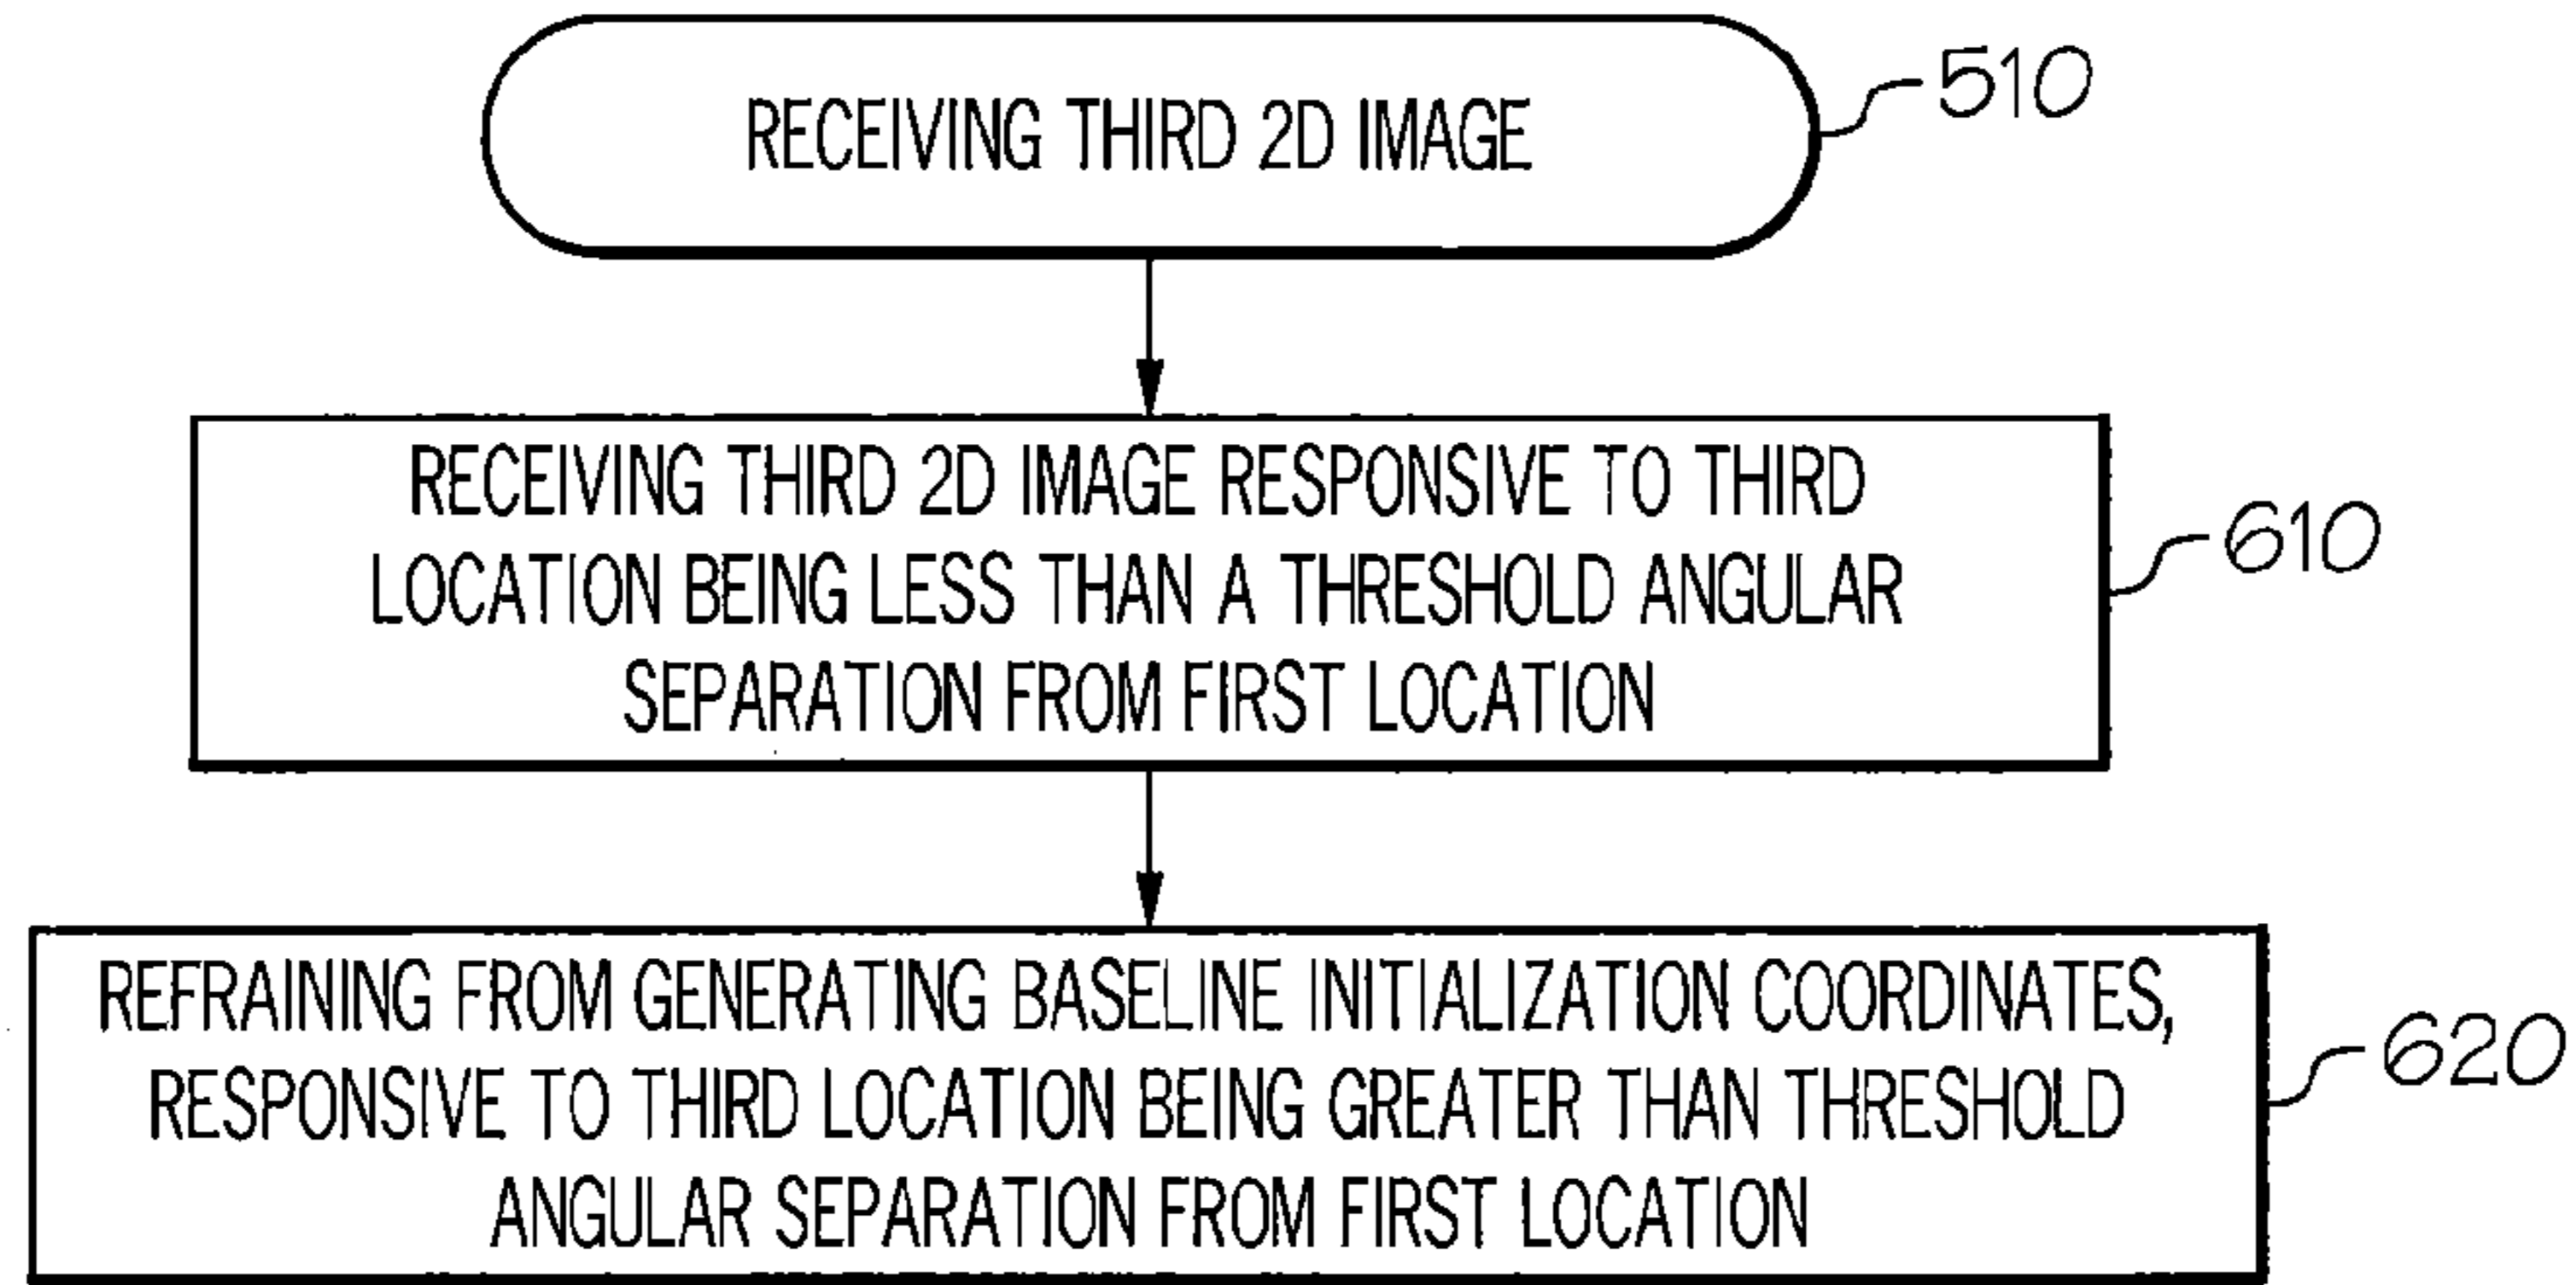 RECEIVING THIRD 2D IMAGE
510
RECEIVING THIRD 2D IMAGE RESPONSIVE TO THIRD
LOCATION BEING LESS THAN A THRESHOLD ANGULAR
SEPARATION FROM FIRST LOCATION
610
REFRAINING FROM GENERATING BASELINE INITIALIZATION COORDINATES,
RESPONSIVE TO THIRD LOCATION BEING GREATER THAN THRESHOLD
ANGULAR SEPARATION FROM FIRST LOCATION
620